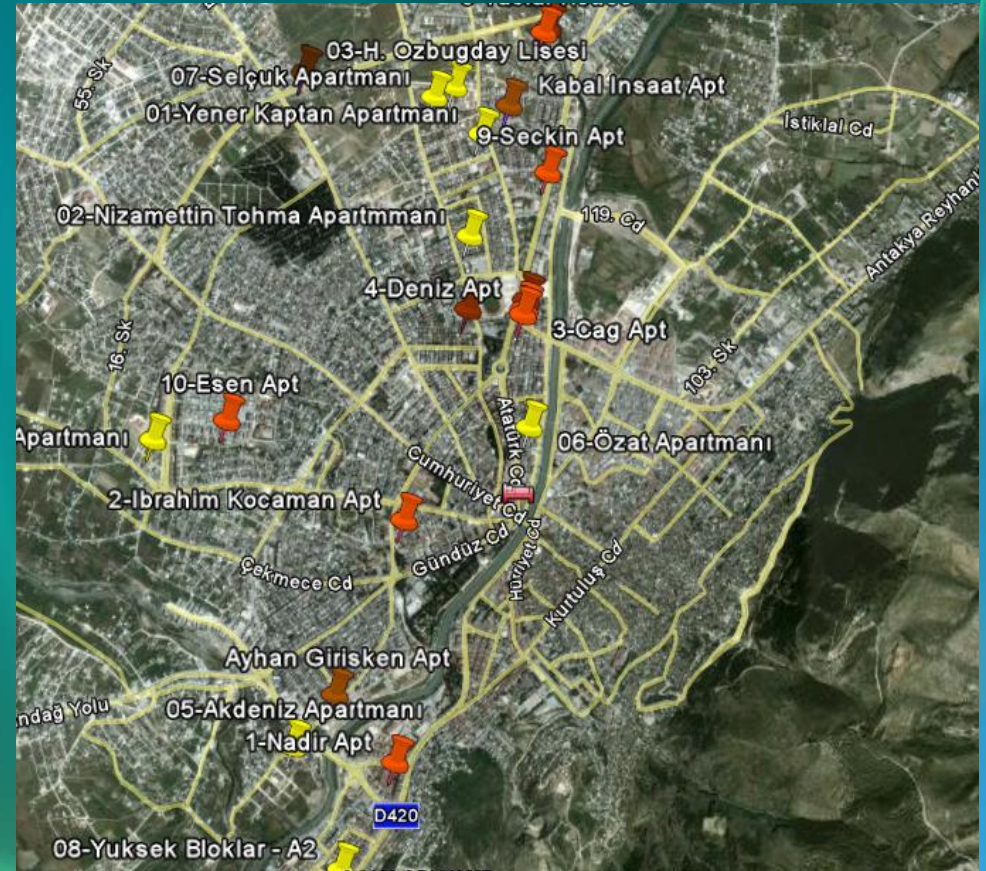 03-H. Ozbugday Lisesi
07-Selçuk Apartmanı
Kabal Insaat Apt
55. Sk
01-Yener Kaptan Apartmanı
İstiklal Cd
9-Seckin Apt
02-Nizamettin Tohma Apartmmanı
119. Cd
Antakya Reyhanlı
4-Deniz Apt
3-Cag Apt
16. Sk
103. Sk
10-Esen Apt
Apartmanı
Atatürk Cd
06-Özat Apartmanı
Cumhuriyet Cd
2-Ibrahim Kocaman Apt
Gündüz Cd
Hürriyet Cd
Kurtuluş Cd
Çekmece Cd
Ayhan Girisken Apt
ndağ Yolu
05-Akdeniz Apartmanı
1-Nadir Apt
D420
08-Yuksek Bloklar - A2